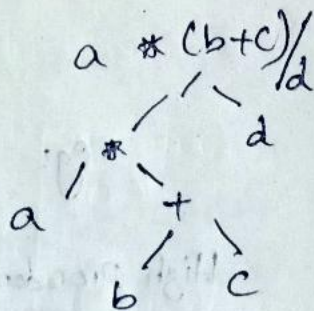 a * (b+c)/d
/
* d
a +
b c